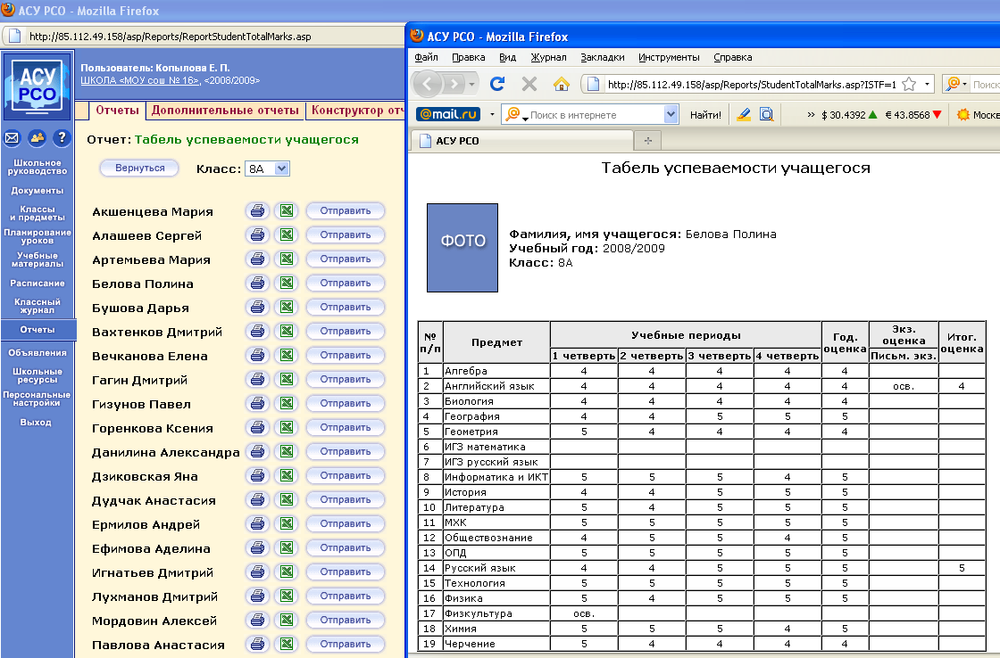 АСУ РСО - Mozilla Firefox
http://85.112.49.158/asp/Reports/ReportStudentTotalMarks.asp
АСУ
РСО
Пользователь: Копылова Е. П.
ШКОЛА <МОУ сош № 16>, <2008/2009>
Отчеты Дополнительные отчеты Конструктор отч
Отчет: Табель успеваемости учащегося
Вернуться Класс: 8А
?
Школьное
руководство
Документы
Классы
и предметы
Планирование
уроков
Учебные
материалы
Расписание
Классный
журнал
Отчеты
Объявления
Школьные
ресурсы
Персональные
настройки
Выход
Акшенцева Мария Отправить
Алашеев Сергей Отправить
Артемьева Мария Отправить
Белова Полина Отправить
Бушова Дарья Отправить
Вахтенков Дмитрий Отправить
Вечканова Елена Отправить
Гагин Дмитрий Отправить
Гизунов Павел Отправить
Горенкова Ксения Отправить
Данилина Александра Отправить
Дзиковская Яна Отправить
Дудчак Анастасия Отправить
Ермилов Андрей Отправить
Ефимова Аделина Отправить
Игнатьев Дмитрий Отправить
Лухманов Дмитрий Отправить
Мордовин Алексей Отправить
Павлова Анастасия Отправить
АСУ РСО - Mozilla Firefox
Файл Правка Вид Журнал Закладки Инструменты Справка
http://85.112.49.158/asp/Reports/StudentTotalMarks.asp?ISTF=1 Поиск
@mail.ru Поиск в интернете Найти! » $ 30.4392 € 43.8568 Москв
АСУ РСО
Табель успеваемости учащегося
ФОТО
Фамилия, имя учащегося: Белова Полина
Учебный год: 2008/2009
Класс: 8А
№ п/п Предмет Учебные периоды Год. оценка Экз. оценка Итог. оценка
1 четверть 2 четверть 3 четверть 4 четверть Письм. экз.
1 Алгебра 4 4 4 4 4
2 Английский язык 4 4 4 4 4 осв. 4
3 Биология 4 4 4 4 4
4 География 4 4 5 5 5
5 Геометрия 5 4 4 4 4
6 ИГЗ математика
7 ИГЗ русский язык
8 Информатика и ИКТ 5 5 5 4 5
9 История 4 4 5 5 5
10 Литература 5 4 5 5 5
11 МХК 5 5 5 5 5
12 Обществознание 4 5 5 4 5
13 ОПД 5 5 5 5 5
14 Русский язык 4 4 5 5 5 5
15 Технология 5 5 5 5 5
16 Физика 5 4 5 5 5
17 Физкультура осв.
18 Химия 5 5 5 4 5
19 Черчение 5 4 4 4 4